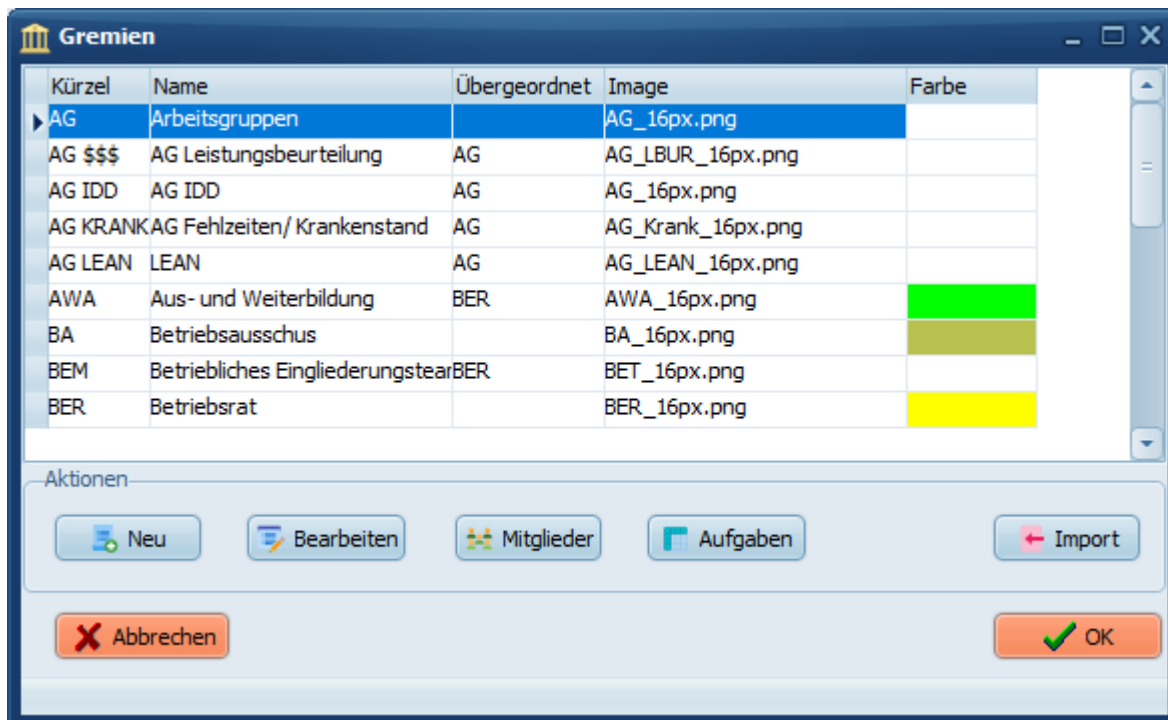 Gremien
Kürzel Name Übergeordnet Image Farbe
AG Arbeitsgruppen AG_16px.png
AG $$$ AG Leistungsbeurteilung AG AG_LBUR_16px.png
AG IDD AG IDD AG AG_16px.png
AG KRANK AG Fehlzeiten/ Krankenstand AG AG_Krank_16px.png
AG LEAN LEAN AG AG_LEAN_16px.png
AWA Aus- und Weiterbildung BER AWA_16px.png
BA Betriebsausschus BA_16px.png
BEM Betriebliches Eingliederungstear BER BET_16px.png
BER Betriebsrat BER_16px.png
Aktionen
Neu Bearbeiten Mitglieder Aufgaben Import
Abbrechen OK